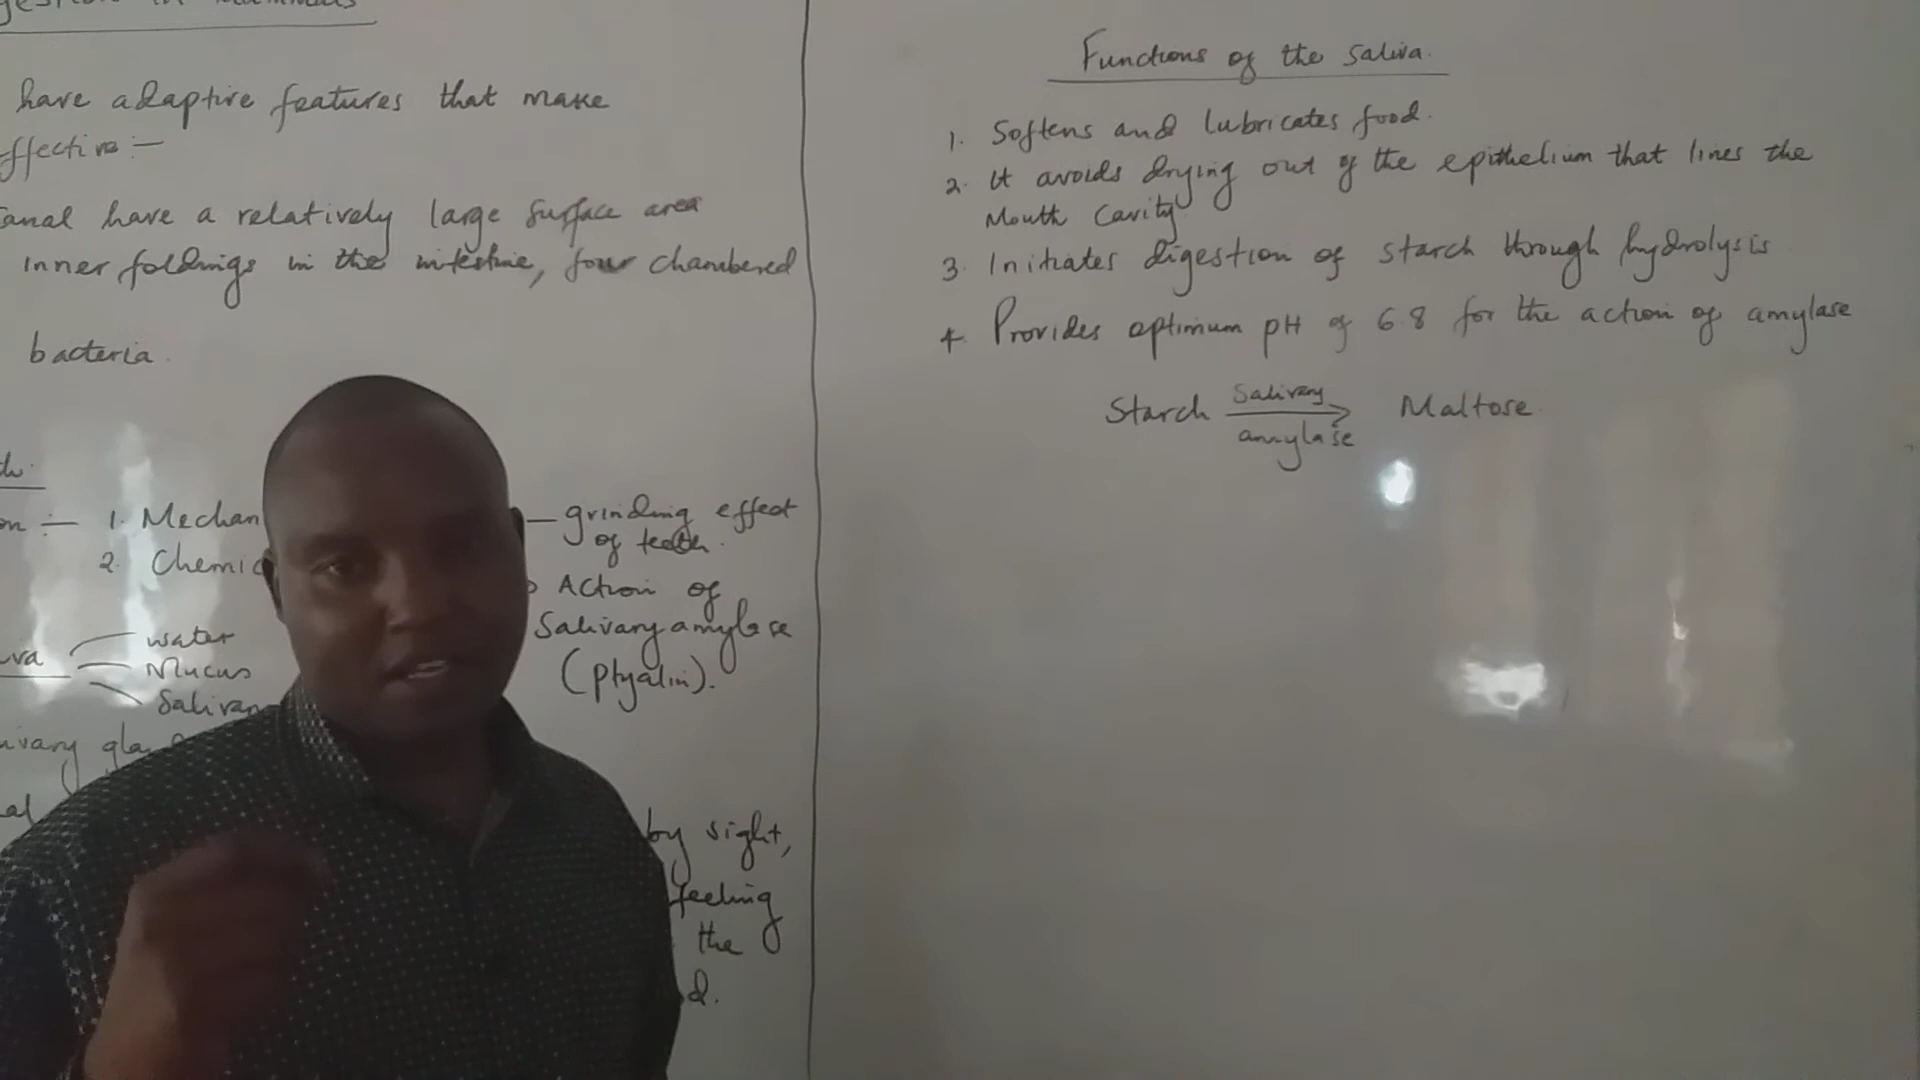 have adaptive features that make
Canal have a relatively large surface area
inner foldings in the intestine, four chambered
bacteria.
1. Mechan
2. Chemic
— grinding effect
of teeth.
Action of
Salivary amylase
(Ptyalin).
water
Mucus
Salivary
by sight,
feeling
the
Functions of the saliva.
1. Softens and lubricates food.
2. It avoids drying out of the epithelium that lines the
Mouth Cavity
3. Initiates digestion of starch through hydrolysis
4. Provides optimum pH of 6.8 for the action of amylase
Starch Salivary Maltose
amylase